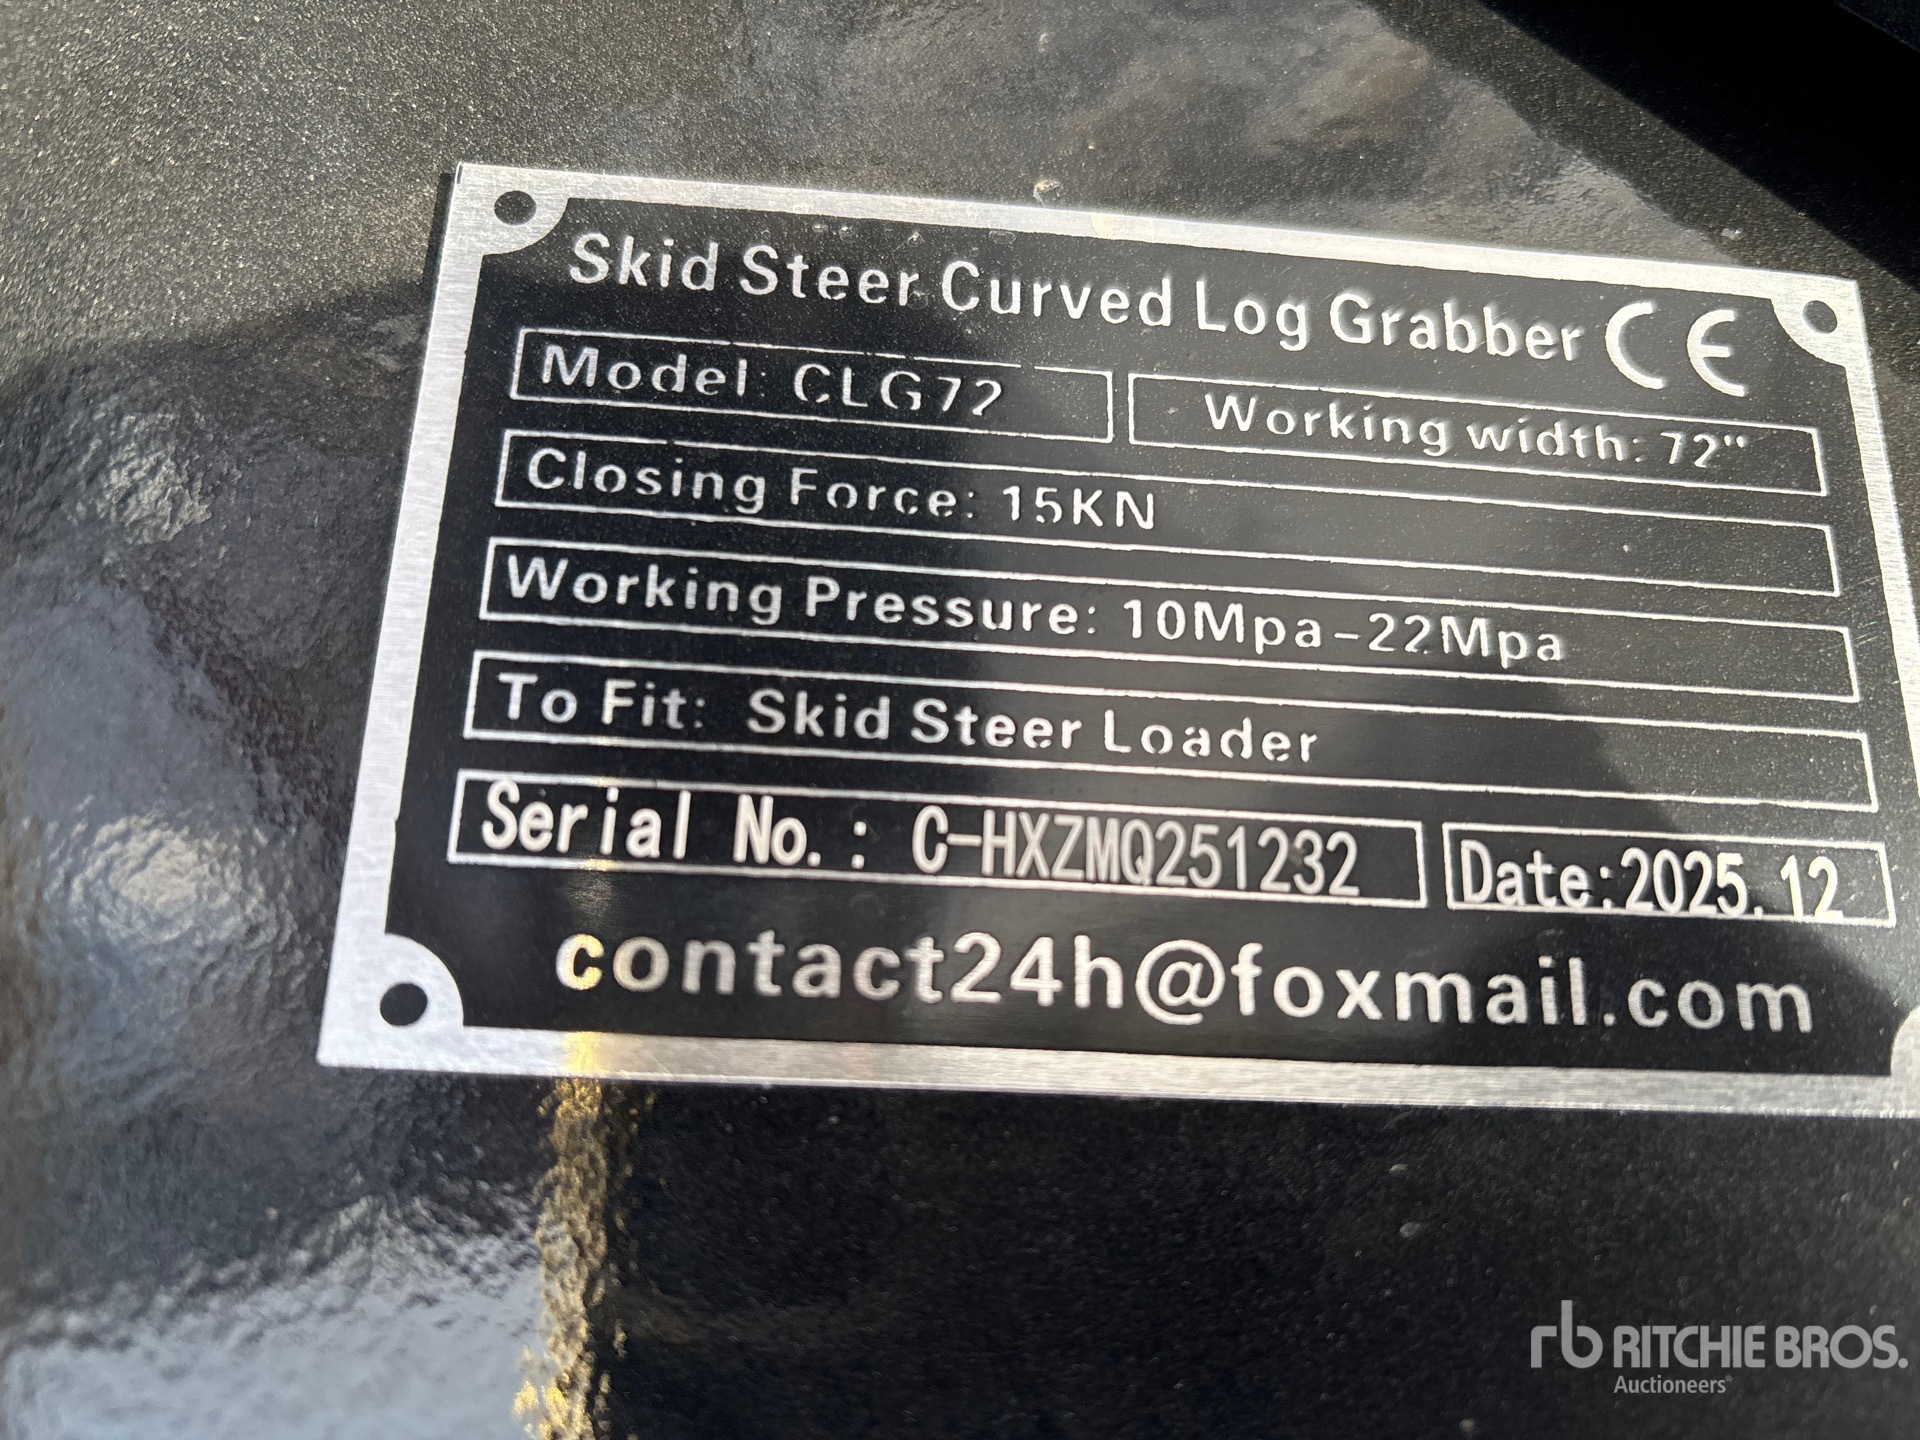 Skid Steer Curved Log Grabber CE
Model: CLG72
Working width: 72"
Closing Force: 15KN
Working Pressure: 10Mpa-22Mpa
To Fit: Skid Steer Loader
Serial No.: C-HXZMQ251232
Date:2025.12
contact24h@foxmail.com
rb RITCHIE BROS.
Auctioneers®